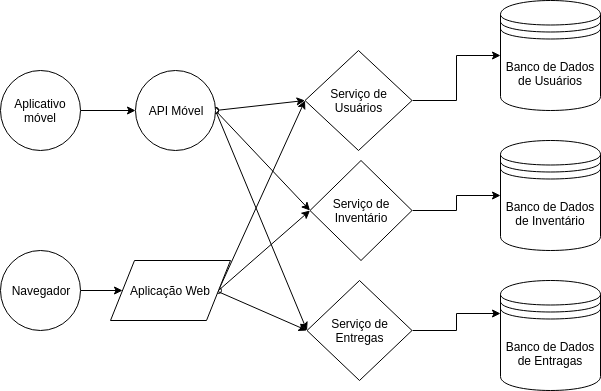 Aplicativo
móvel
API Móvel
Navegador
Aplicação Web
Serviço de
Usuários
Serviço de
Inventário
Serviço de
Entregas
Banco de Dados
de Usuários
Banco de Dados
de Inventário
Banco de Dados
de Entragas